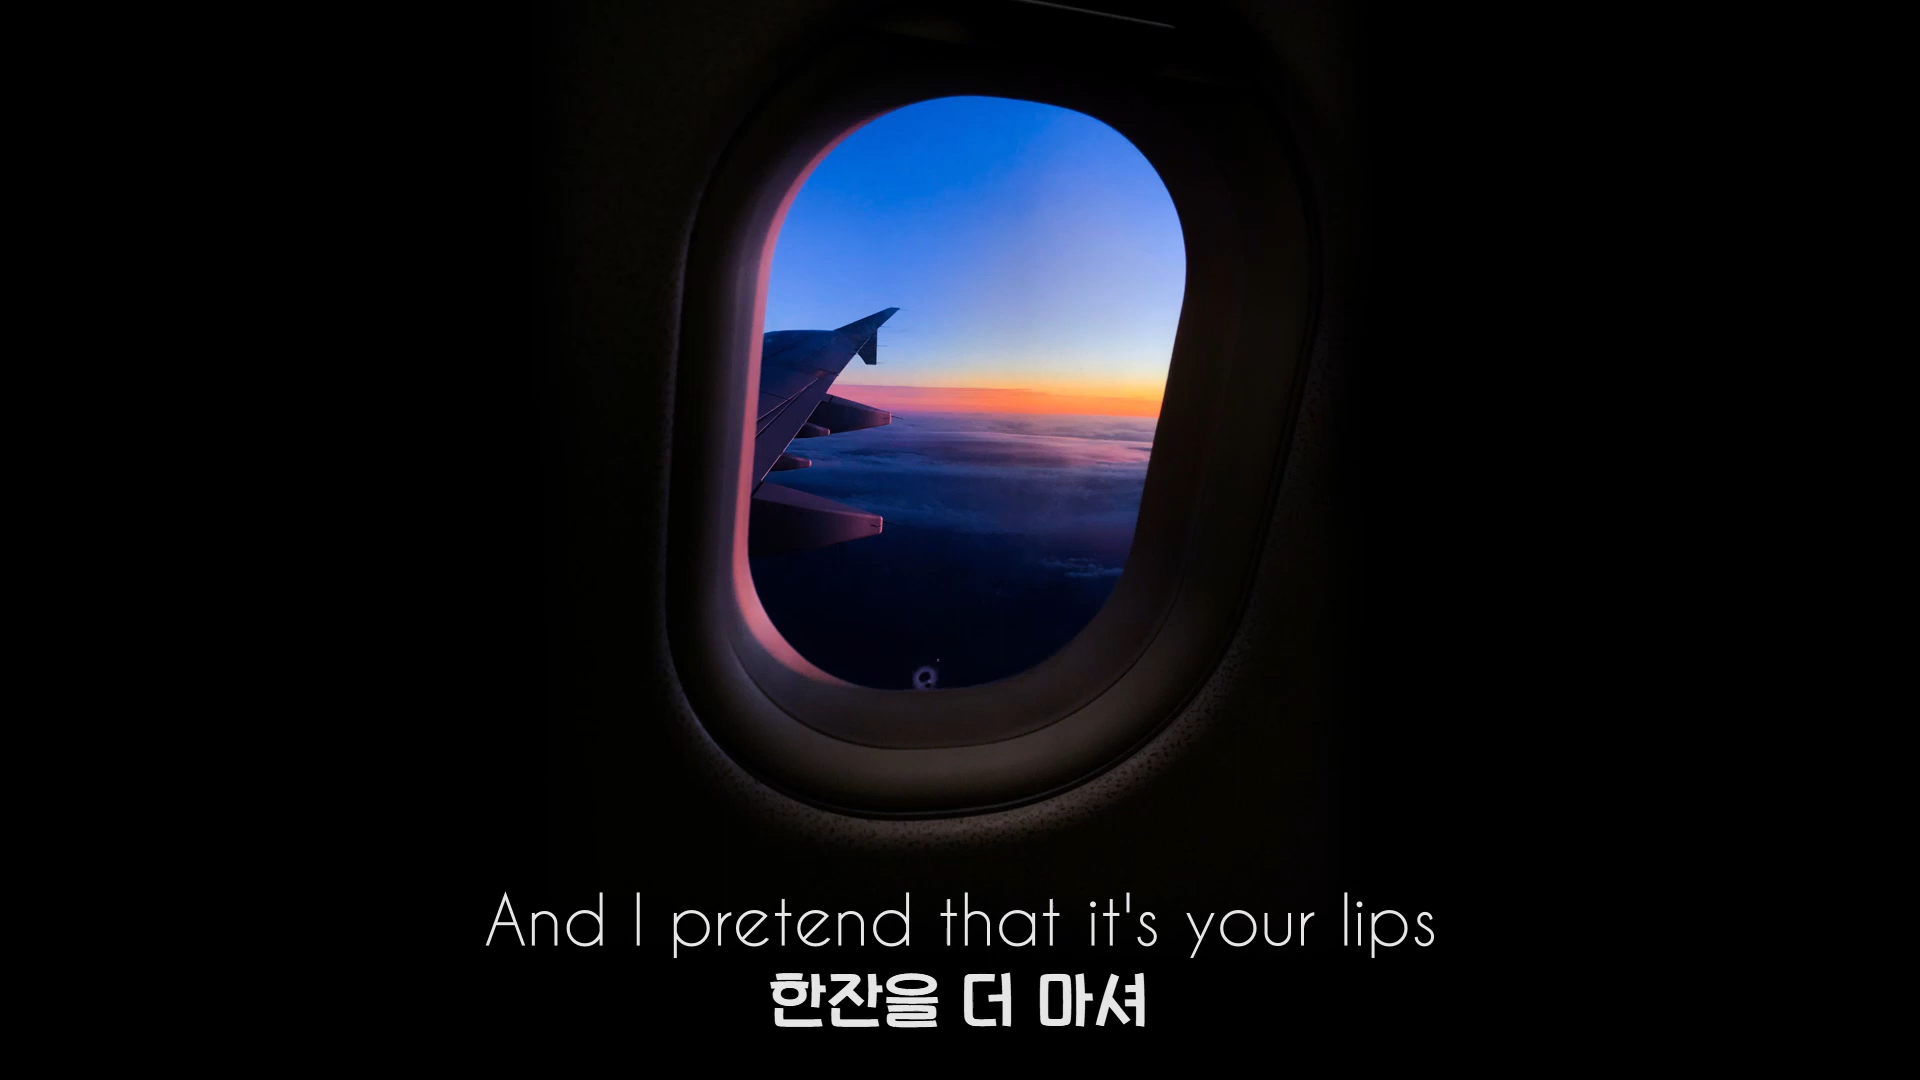 And I pretend that it's your lips
한잔을 더 마셔